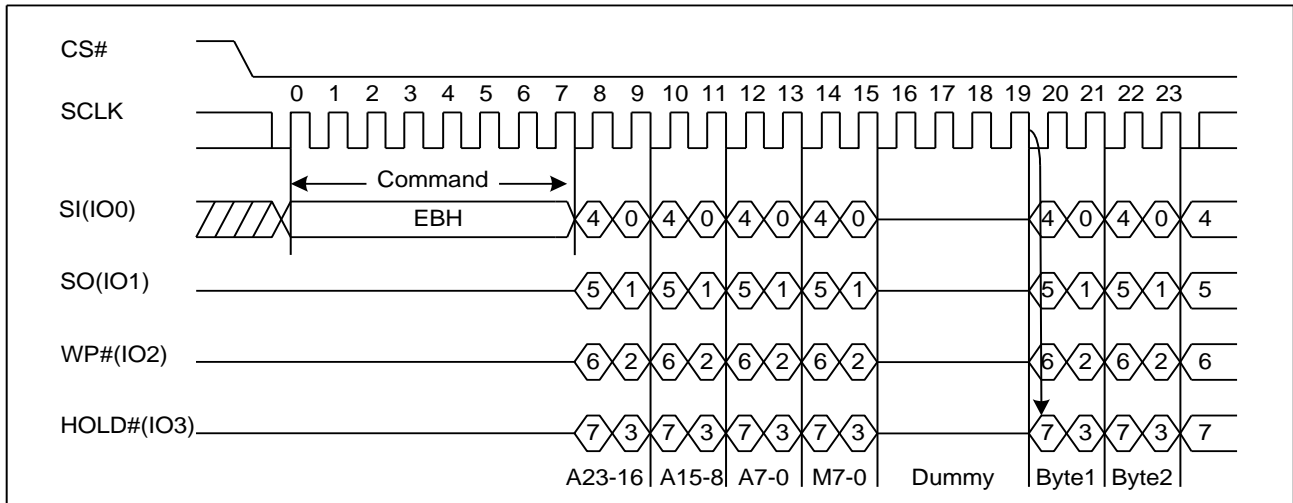 CS#
0 1 2 3 4 5 6 7 8 9 10 11 12 13 14 15 16 17 18 19 20 21 22 23
SCLK
Command
SI(IO0) EBH 4 0 4 0 4 0 4 0 4 0 4 0 4
SO(IO1) 5 1 5 1 5 1 5 1 5 1 5 1 5
WP#(IO2) 6 2 6 2 6 2 6 2 6 2 6 2 6
HOLD#(IO3) 7 3 7 3 7 3 7 3 7 3 7 3 7
A23-16 A15-8 A7-0 M7-0 Dummy Byte1 Byte2